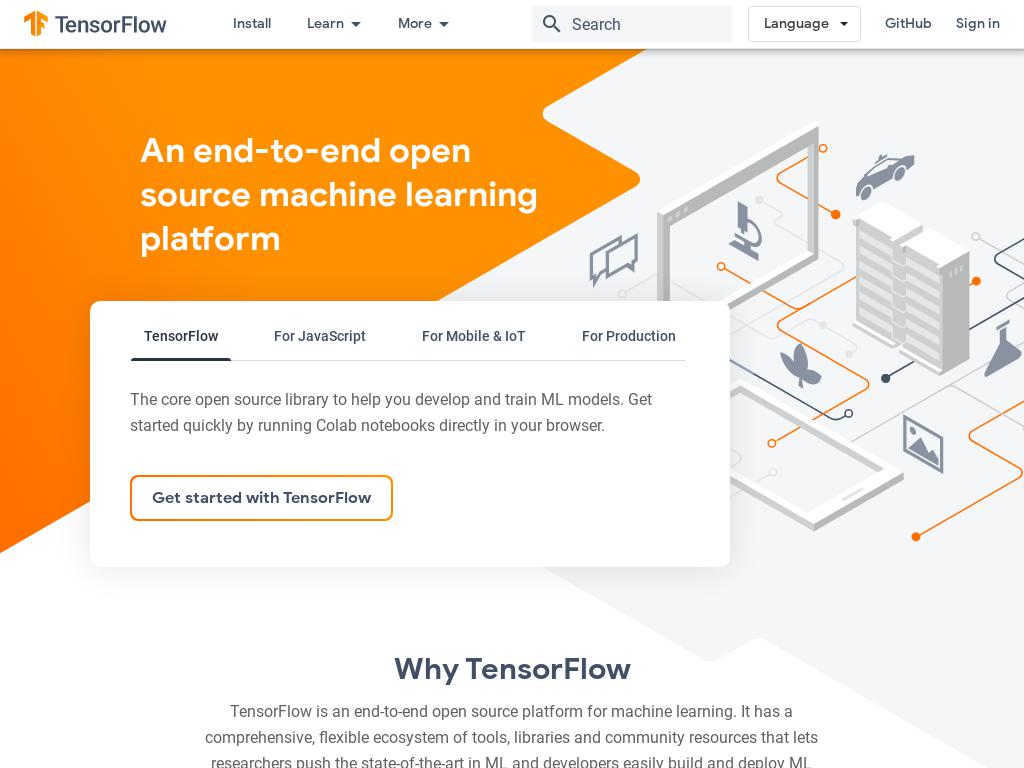 TensorFlow Install Learn More Search Language GitHub Sign in
An end-to-end open
source machine learning
platform
TensorFlow For JavaScript For Mobile & IoT For Production
The core open source library to help you develop and train ML models. Get
started quickly by running Colab notebooks directly in your browser.
Get started with TensorFlow
Why TensorFlow
TensorFlow is an end-to-end open source platform for machine learning. It has a
comprehensive, flexible ecosystem of tools, libraries and community resources that lets
researchers push the state-of-the-art in ML and developers easily build and deploy ML